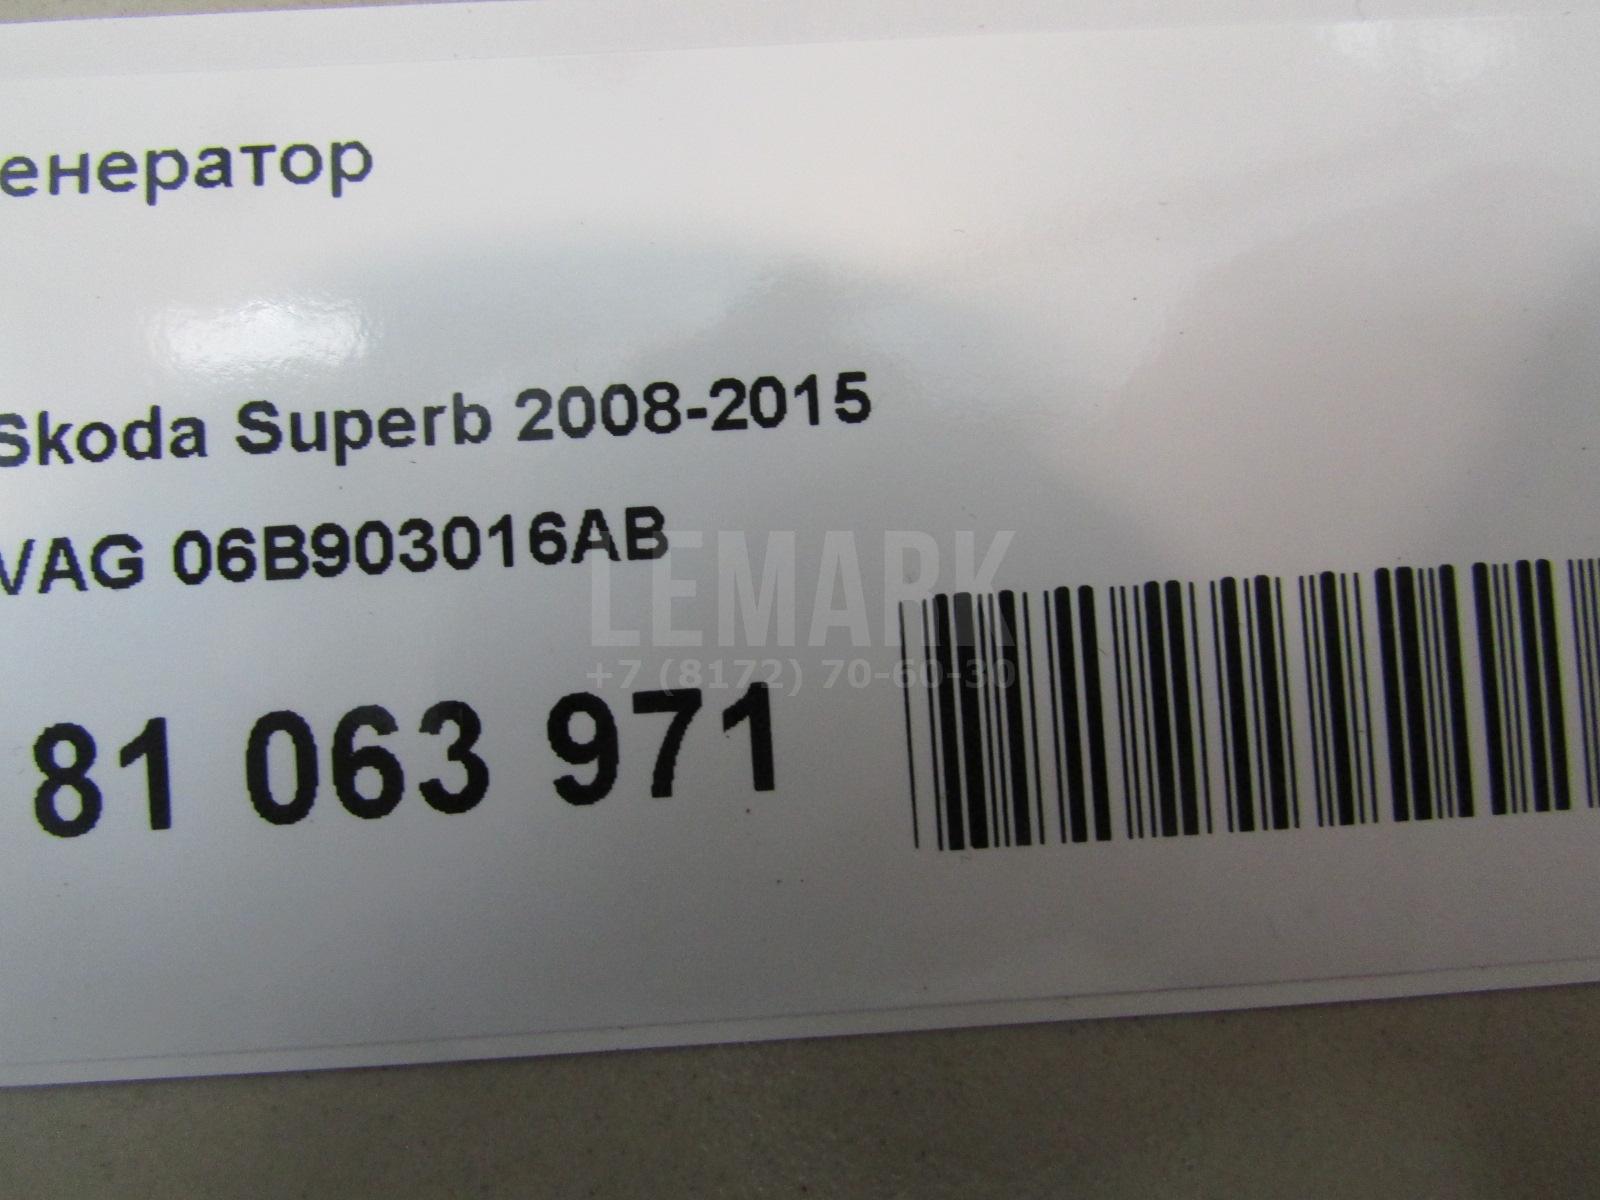 енератор
Skoda Superb 2008-2015
VAG 06B903016AB
LEMARK
+7 (8172) 70-60-30
81 063 971